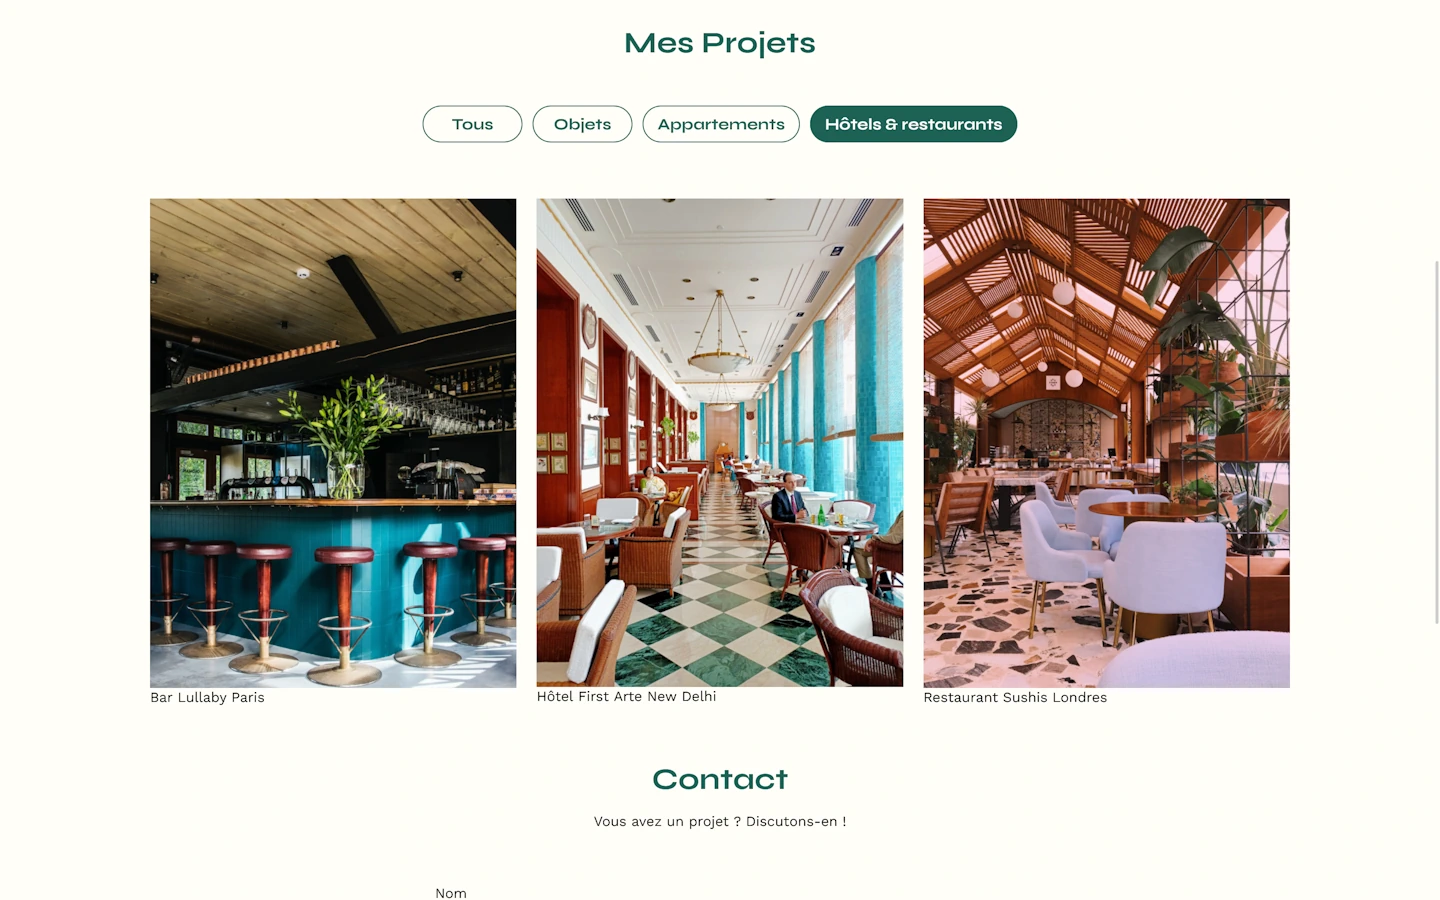 Mes Projets
Tous
Objets
Appartements
Hôtels & restaurants
Bar Lullaby Paris
Hôtel First Arte New Delhi
Restaurant Sushis Londres
Contact
Vous avez un projet ? Discutons-en !
Nom